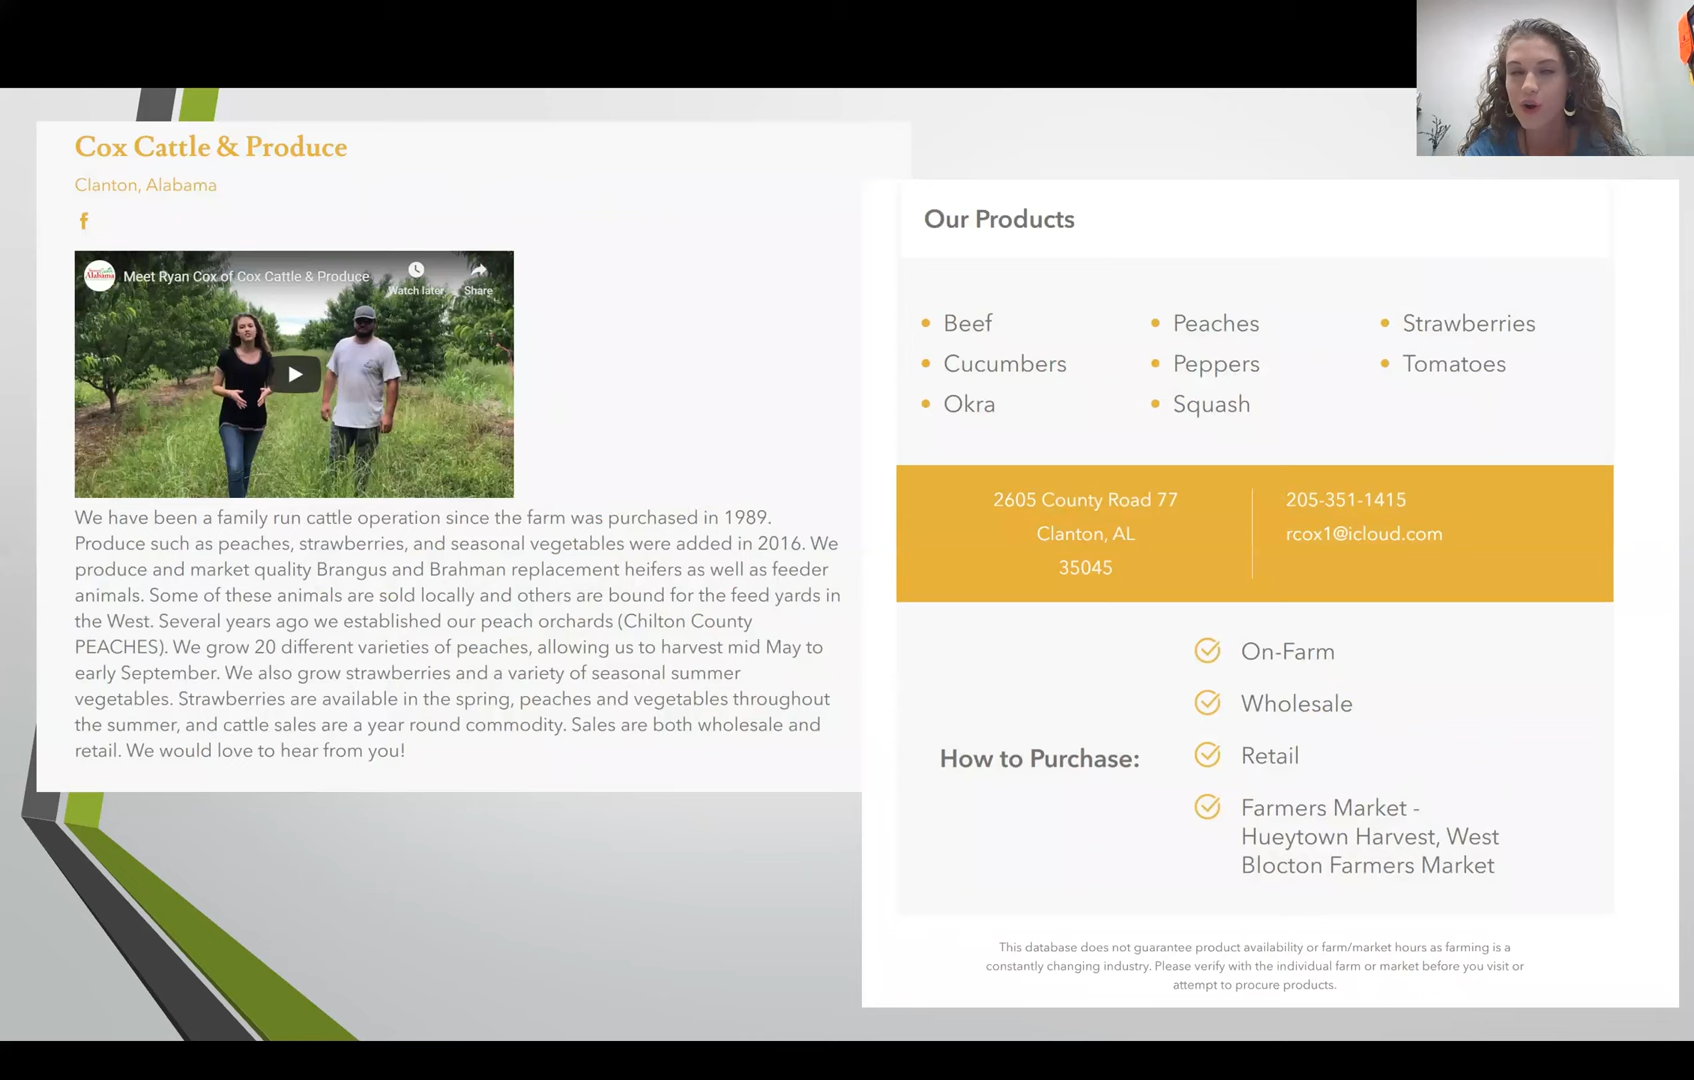 Cox Cattle & Produce
Clanton, Alabama
f
Alabama
Meet Ryan Cox of Cox Cattle & Produce
Watch later
Share
We have been a family run cattle operation since the farm was purchased in 1989.
Produce such as peaches, strawberries, and seasonal vegetables were added in 2016. We
produce and market quality Brangus and Brahman replacement heifers as well as feeder
animals. Some of these animals are sold locally and others are bound for the feed yards in
the West. Several years ago we established our peach orchards (Chilton County
PEACHES). We grow 20 different varieties of peaches, allowing us to harvest mid May to
early September. We also grow strawberries and a variety of seasonal summer
vegetables. Strawberries are available in the spring, peaches and vegetables throughout
the summer, and cattle sales are a year round commodity. Sales are both wholesale and
retail. We would love to hear from you!
Our Products
Beef
Cucumbers
Okra
Peaches
Peppers
Squash
Strawberries
Tomatoes
2605 County Road 77
Clanton, AL
35045
205-351-1415
rcox1@icloud.com
How to Purchase:
On-Farm
Wholesale
Retail
Farmers Market -
Hueytown Harvest, West
Blocton Farmers Market
This database does not guarantee product availability or farm/market hours as farming is a
constantly changing industry. Please verify with the individual farm or market before you visit or
attempt to procure products.